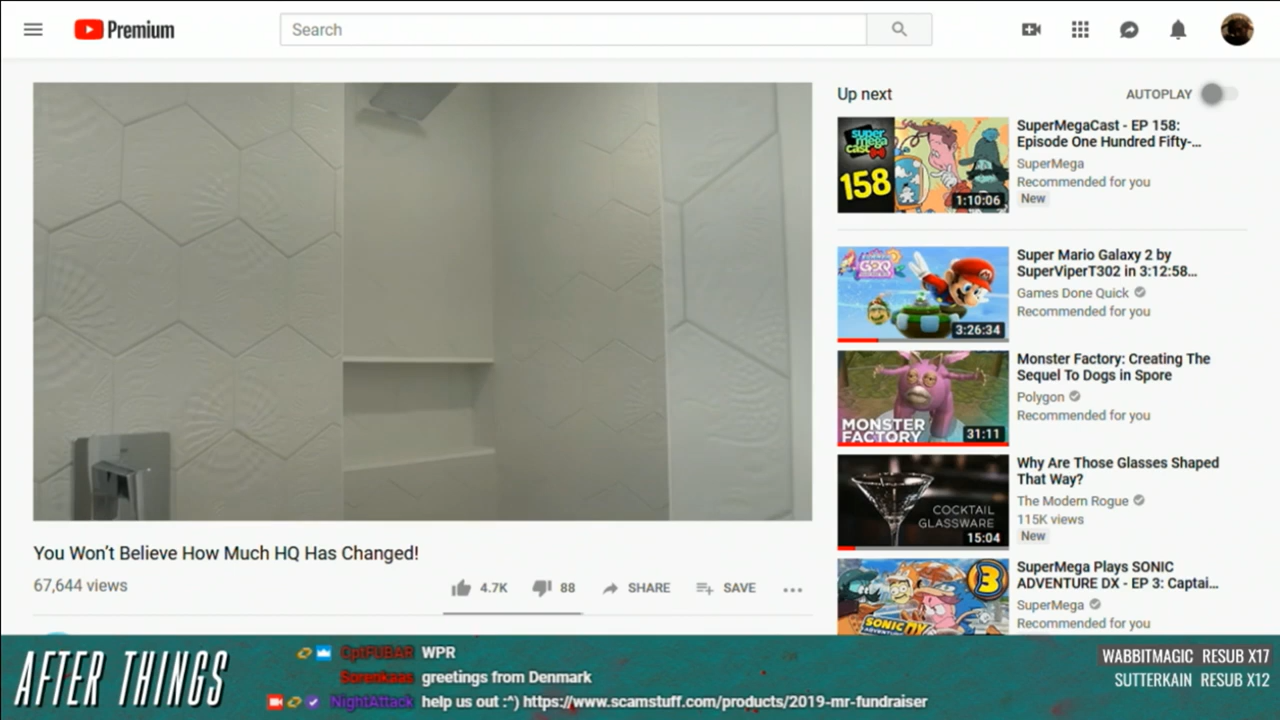 Premium
Search
Up next
AUTOPLAY
super
mega
cast
158
1:10:06
SuperMegaCast - EP 158:
Episode One Hundred Fifty-...
SuperMega
Recommended for you
New
GDQ
3:26:34
Super Mario Galaxy 2 by
SuperViperT302 in 3:12:58...
Games Done Quick
Recommended for you
MONSTER
FACTORY
31:11
Monster Factory: Creating The
Sequel To Dogs in Spore
Polygon
Recommended for you
COCKTAIL
GLASSWARE
15:04
Why Are Those Glasses Shaped
That Way?
The Modern Rogue
115K views
New
3
SONIC
SuperMega Plays SONIC
ADVENTURE DX - EP 3: Captai...
SuperMega
Recommended for you
You Won't Believe How Much HQ Has Changed!
67,644 views
4.7K 88 SHARE SAVE
AFTER THINGS
CptFUBAR WPR
Sorenkaas greetings from Denmark
NightAttack help us out :^) https://www.scamstuff.com/products/2019-mr-fundraiser
WABBITMAGIC RESUB X17
SUTTERKAIN RESUB X12